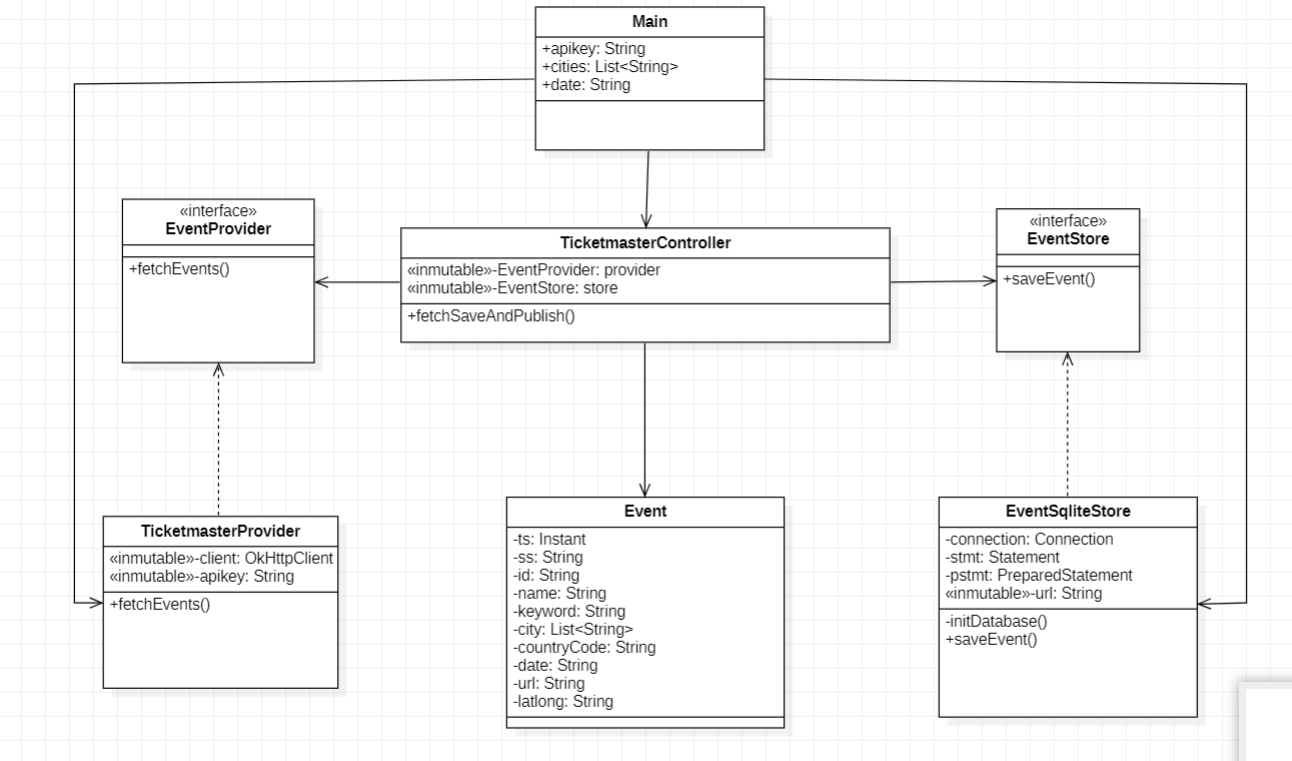 Main
+apikey: String
+cities: List<String>
+date: String
«interface»
EventProvider
+fetchEvents()
TicketmasterController
«inmutable»-EventProvider: provider
«inmutable»-EventStore: store
+fetchSaveAndPublish()
«interface»
EventStore
+saveEvent()
TicketmasterProvider
«inmutable»-client: OkHttpClient
«inmutable»-apikey: String
+fetchEvents()
Event
-ts: Instant
-ss: String
-id: String
-name: String
-keyword: String
-city: List<String>
-countryCode: String
-date: String
-url: String
-latlong: String
EventSqliteStore
-connection: Connection
-stmt: Statement
-pstmt: PreparedStatement
«inmutable»-url: String
-initDatabase()
+saveEvent()